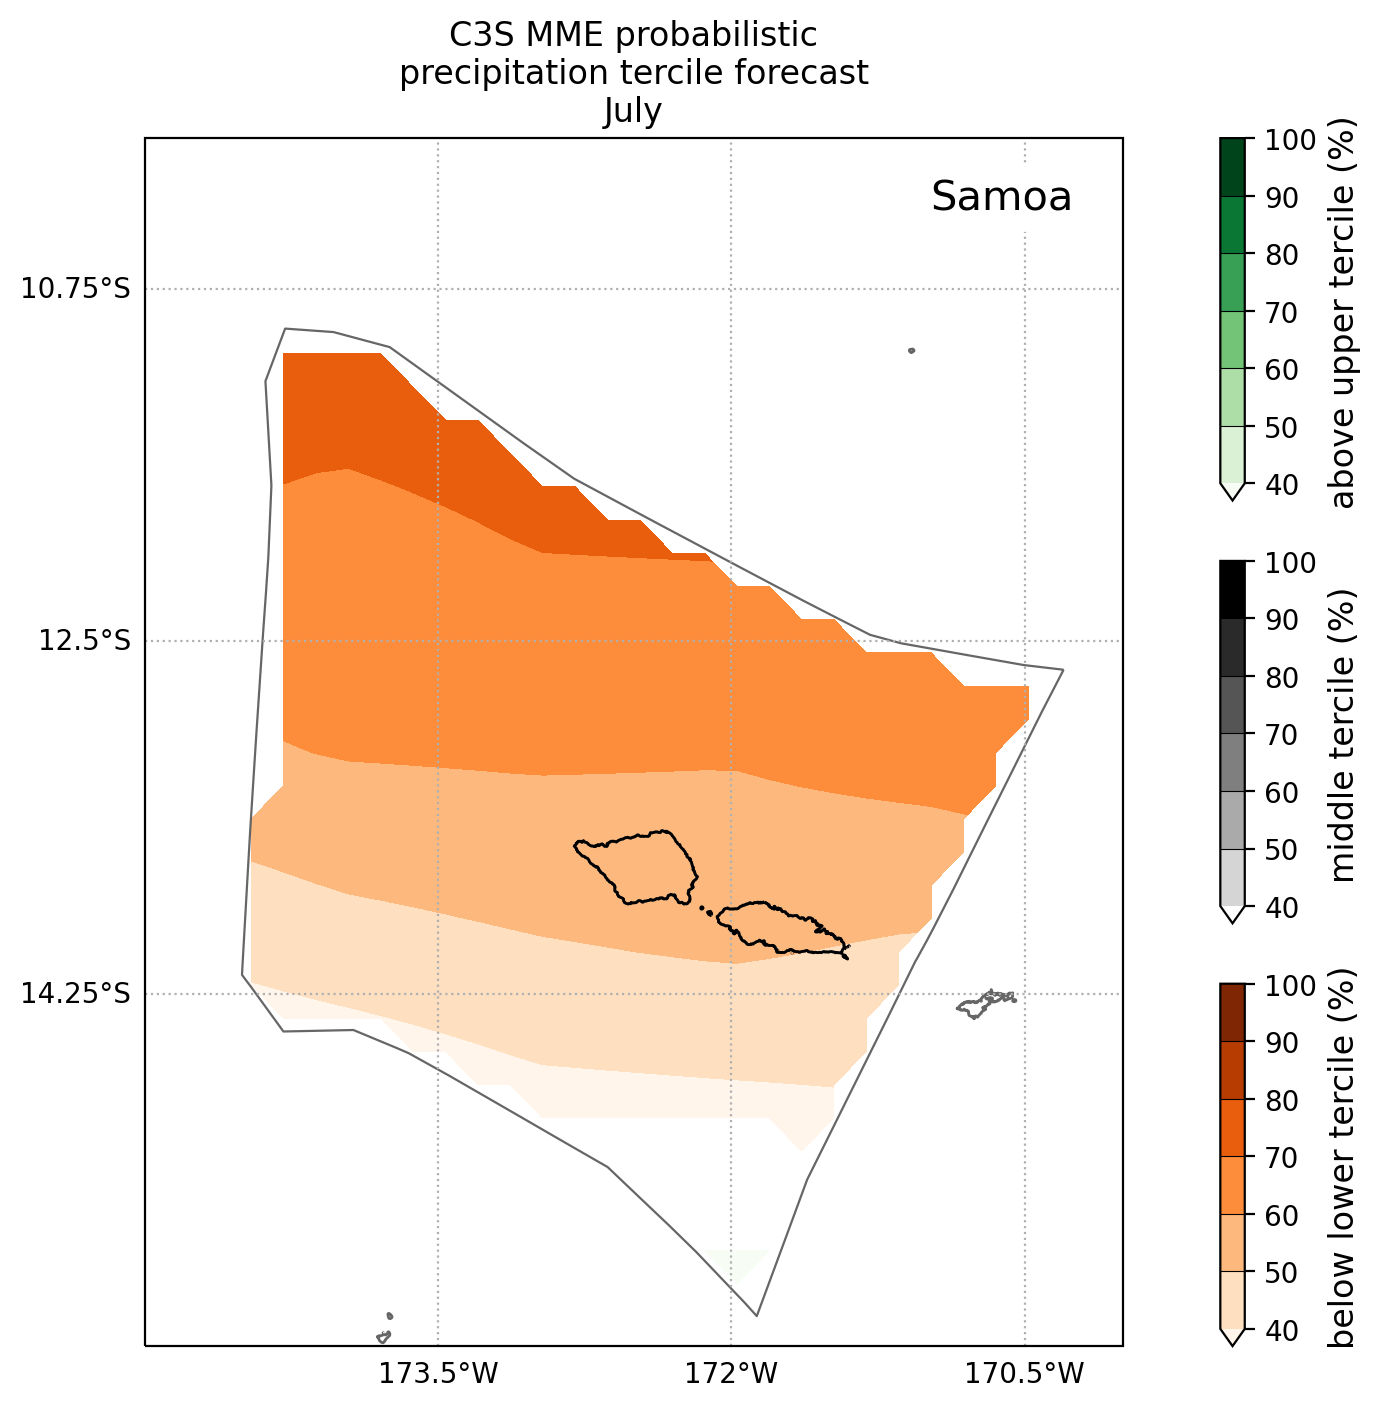 C3S MME probabilistic
precipitation tercile forecast
July
Samoa
10.75°S
12.5°S
14.25°S
173.5°W
172°W
170.5°W
100
90
80
70
60
50
40
above upper tercile (%)
100
90
80
70
60
50
40
middle tercile (%)
100
90
80
70
60
50
40
below lower tercile (%)